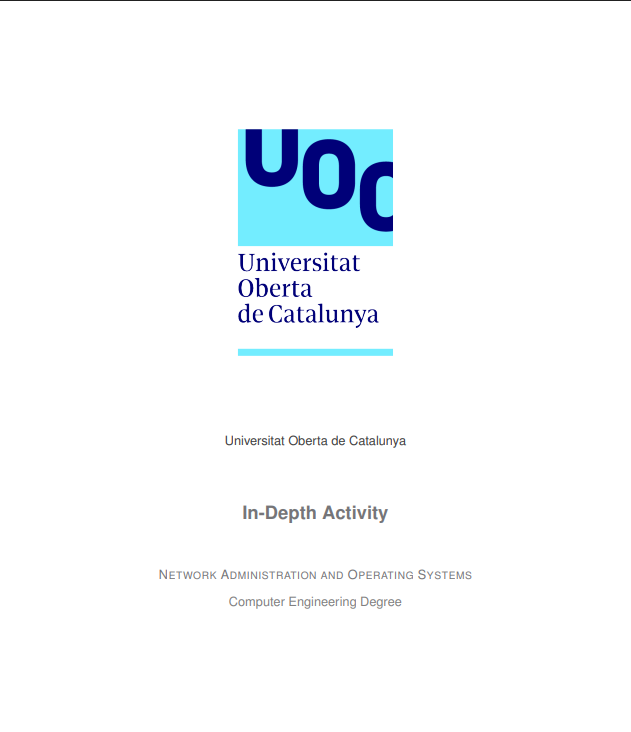 UOC
Universitat
Oberta
de Catalunya
Universitat Oberta de Catalunya
In-Depth Activity
NETWORK ADMINISTRATION AND OPERATING SYSTEMS
Computer Engineering Degree